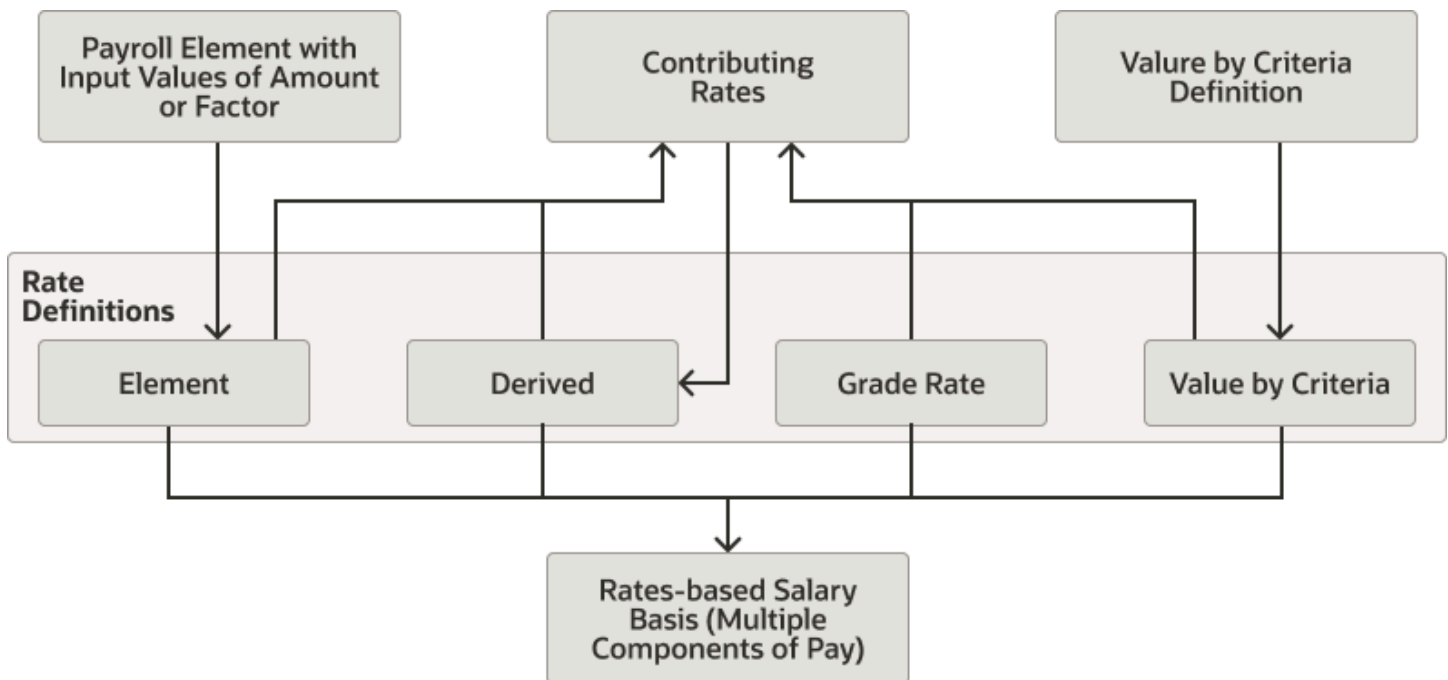 Payroll Element with
Input Values of Amount
or Factor
Contributing
Rates
Valure by Criteria
Definition
Rate
Definitions
Element
Derived
Grade Rate
Value by Criteria
Rates-based Salary
Basis (Multiple
Components of Pay)